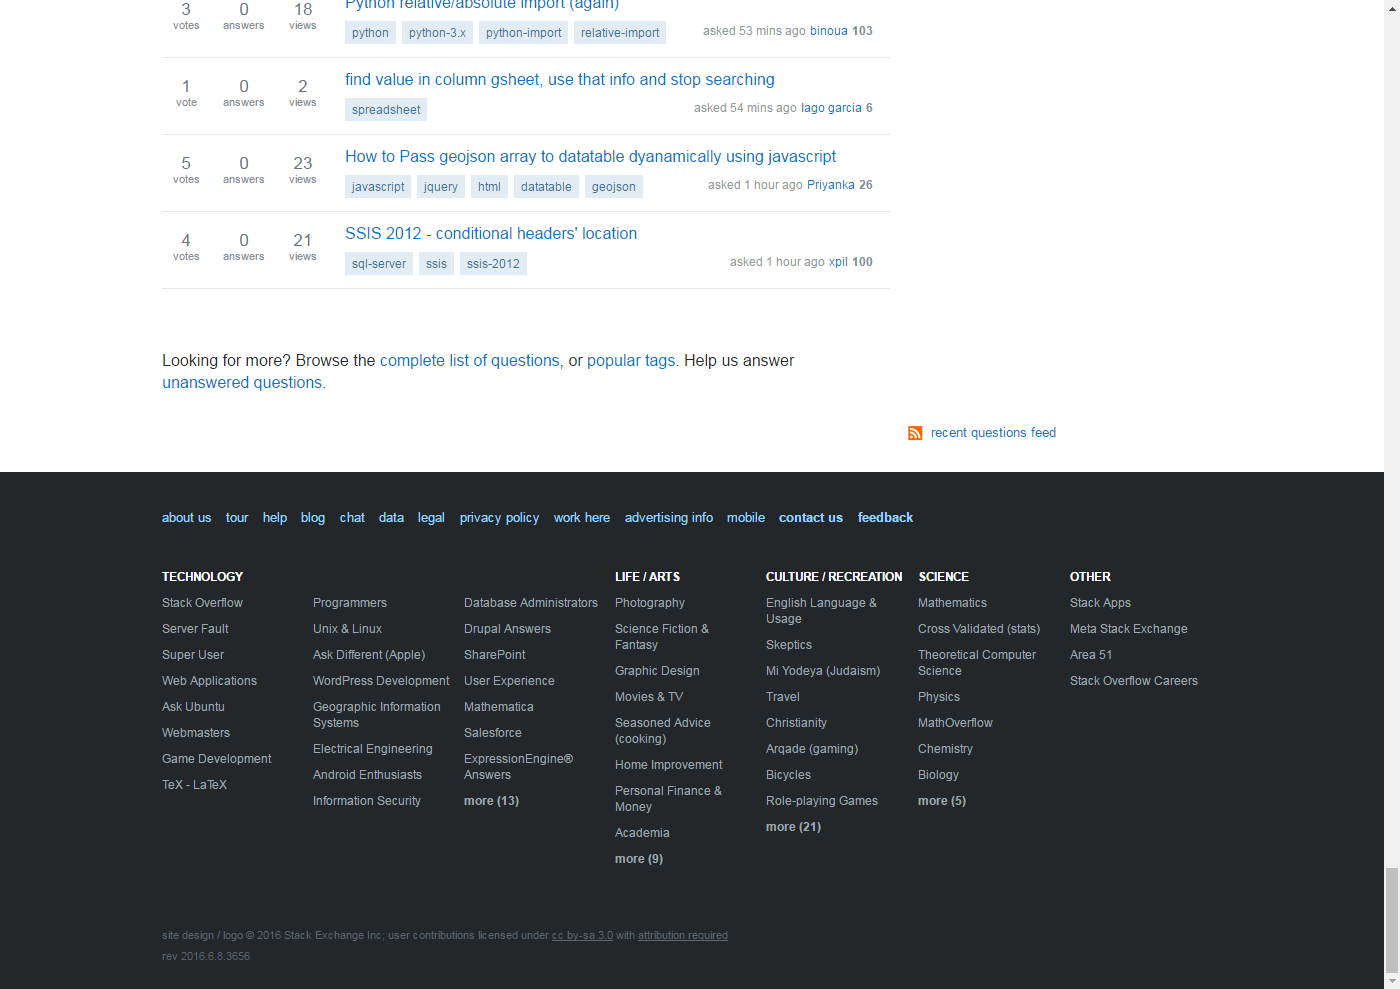 3 0 18 Python relative/absolute import (again)
votes answers views
python python-3.x python-import relative-import asked 53 mins ago binoua 103
find value in column gsheet, use that info and stop searching
1 0 2
vote answers views
spreadsheet asked 54 mins ago Iago garcia 6
How to Pass geojson array to datatable dyanamically using javascript
5 0 23
votes answers views
javascript jquery html datatable geojson asked 1 hour ago Priyanka 26
SSIS 2012 - conditional headers' location
4 0 21
votes answers views
sql-server ssis ssis-2012 asked 1 hour ago xpil 100
Looking for more? Browse the complete list of questions, or popular tags. Help us answer
unanswered questions.
recent questions feed
about us tour help blog chat data legal privacy policy work here advertising info mobile contact us feedback
TECHNOLOGY
Stack Overflow
Server Fault
Super User
Web Applications
Ask Ubuntu
Webmasters
Game Development
TeX - LaTeX
Programmers
Unix & Linux
Ask Different (Apple)
WordPress Development
Geographic Information
Systems
Electrical Engineering
Android Enthusiasts
Information Security
Database Administrators
Drupal Answers
SharePoint
User Experience
Mathematica
Salesforce
ExpressionEngine®
Answers
more (13)
LIFE / ARTS
Photography
Science Fiction &
Fantasy
Graphic Design
Movies & TV
Seasoned Advice
(cooking)
Home Improvement
Personal Finance &
Money
Academia
more (9)
CULTURE / RECREATION
English Language &
Usage
Skeptics
Mi Yodeya (Judaism)
Travel
Christianity
Arqade (gaming)
Bicycles
Role-playing Games
more (21)
SCIENCE
Mathematics
Cross Validated (stats)
Theoretical Computer
Science
Physics
MathOverflow
Chemistry
Biology
more (5)
OTHER
Stack Apps
Meta Stack Exchange
Area 51
Stack Overflow Careers
site design / logo © 2016 Stack Exchange Inc; user contributions licensed under cc by-sa 3.0 with attribution required
rev 2016.6.8.3656